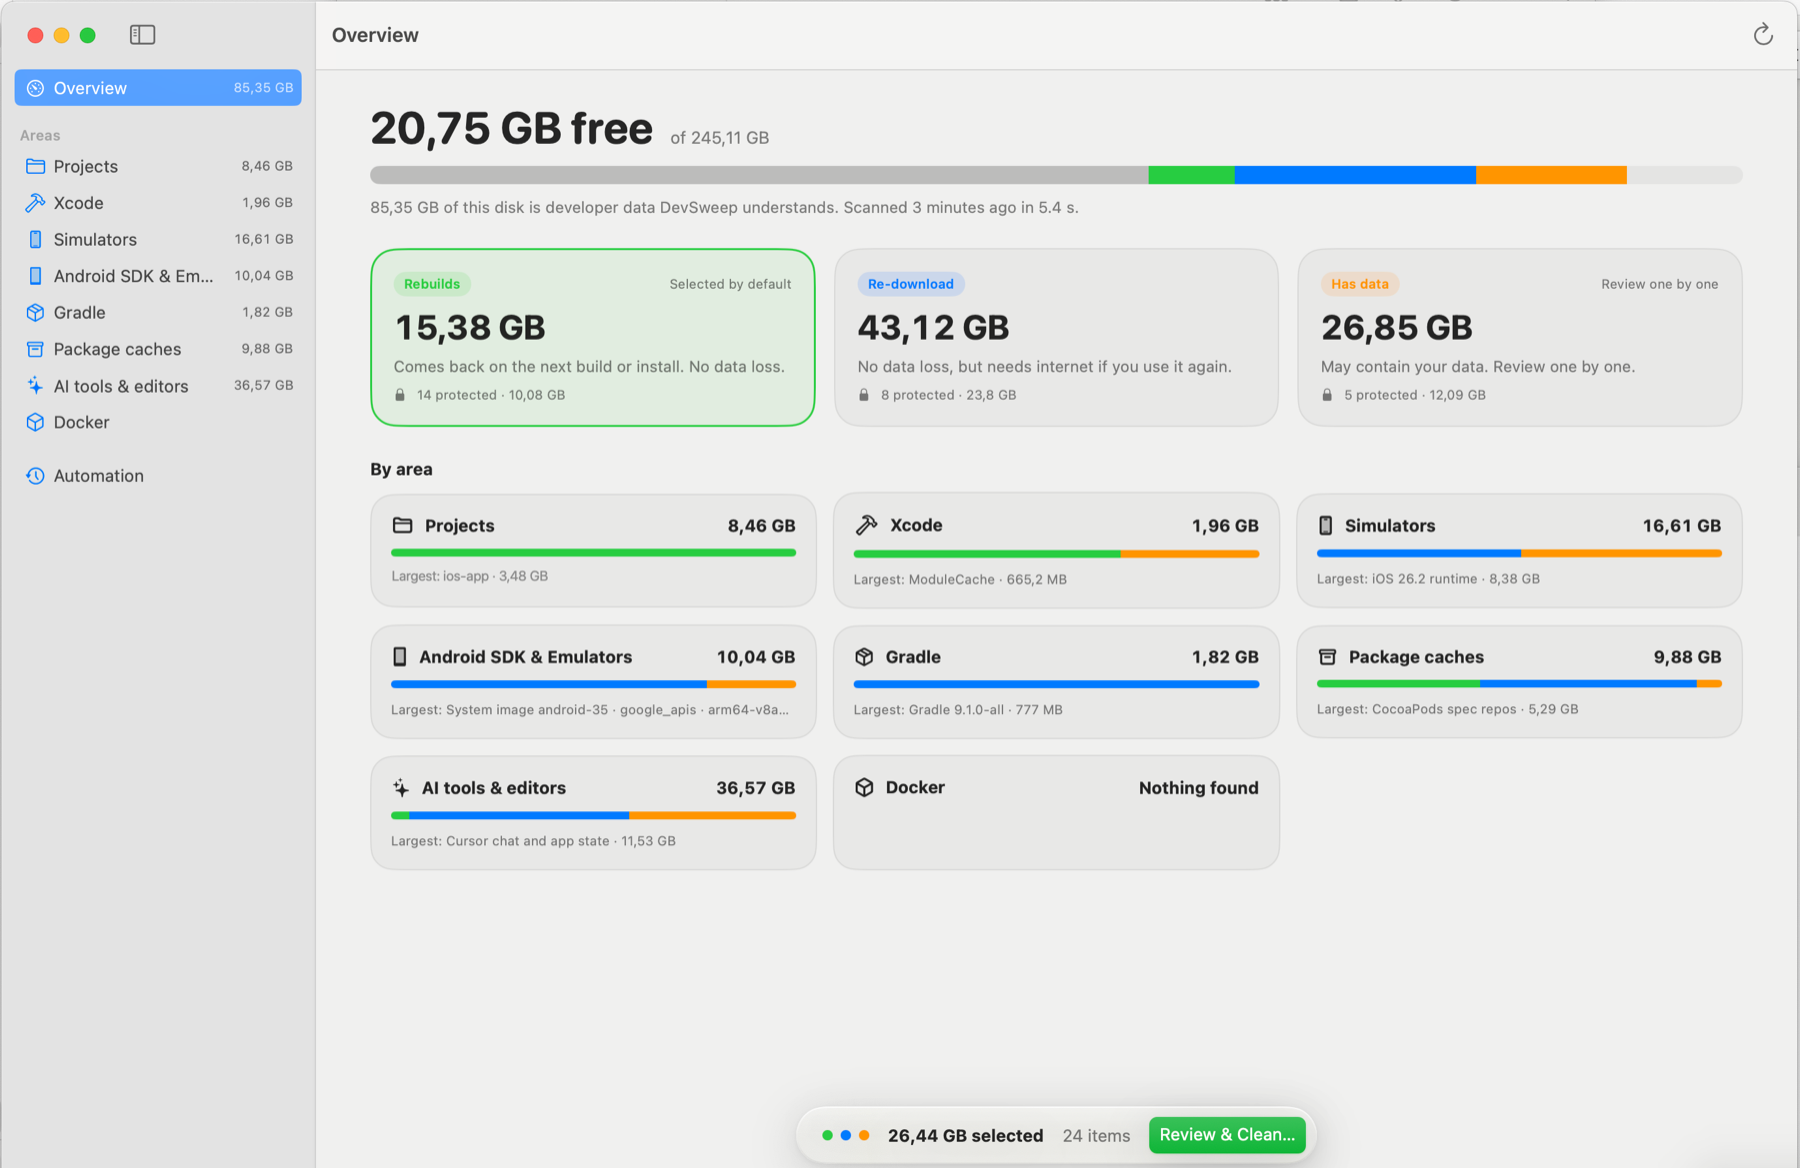 Overview
Overview 85,35 GB
Areas
Projects 8,46 GB
Xcode 1,96 GB
Simulators 16,61 GB
Android SDK & Em... 10,04 GB
Gradle 1,82 GB
Package caches 9,88 GB
AI tools & editors 36,57 GB
Docker
Automation
20,75 GB free of 245,11 GB
85,35 GB of this disk is developer data DevSweep understands. Scanned 3 minutes ago in 5.4 s.
Rebuilds Selected by default
15,38 GB
Comes back on the next build or install. No data loss.
14 protected · 10,08 GB
Re-download
43,12 GB
No data loss, but needs internet if you use it again.
8 protected · 23,8 GB
Has data Review one by one
26,85 GB
May contain your data. Review one by one.
5 protected · 12,09 GB
By area
Projects 8,46 GB
Largest: ios-app · 3,48 GB
Xcode 1,96 GB
Largest: ModuleCache · 665,2 MB
Simulators 16,61 GB
Largest: iOS 26.2 runtime · 8,38 GB
Android SDK & Emulators 10,04 GB
Largest: System image android-35 · google_apis · arm64-v8a...
Gradle 1,82 GB
Largest: Gradle 9.1.0-all · 777 MB
Package caches 9,88 GB
Largest: CocoaPods spec repos · 5,29 GB
AI tools & editors 36,57 GB
Largest: Cursor chat and app state · 11,53 GB
Docker Nothing found
26,44 GB selected 24 items Review & Clean...